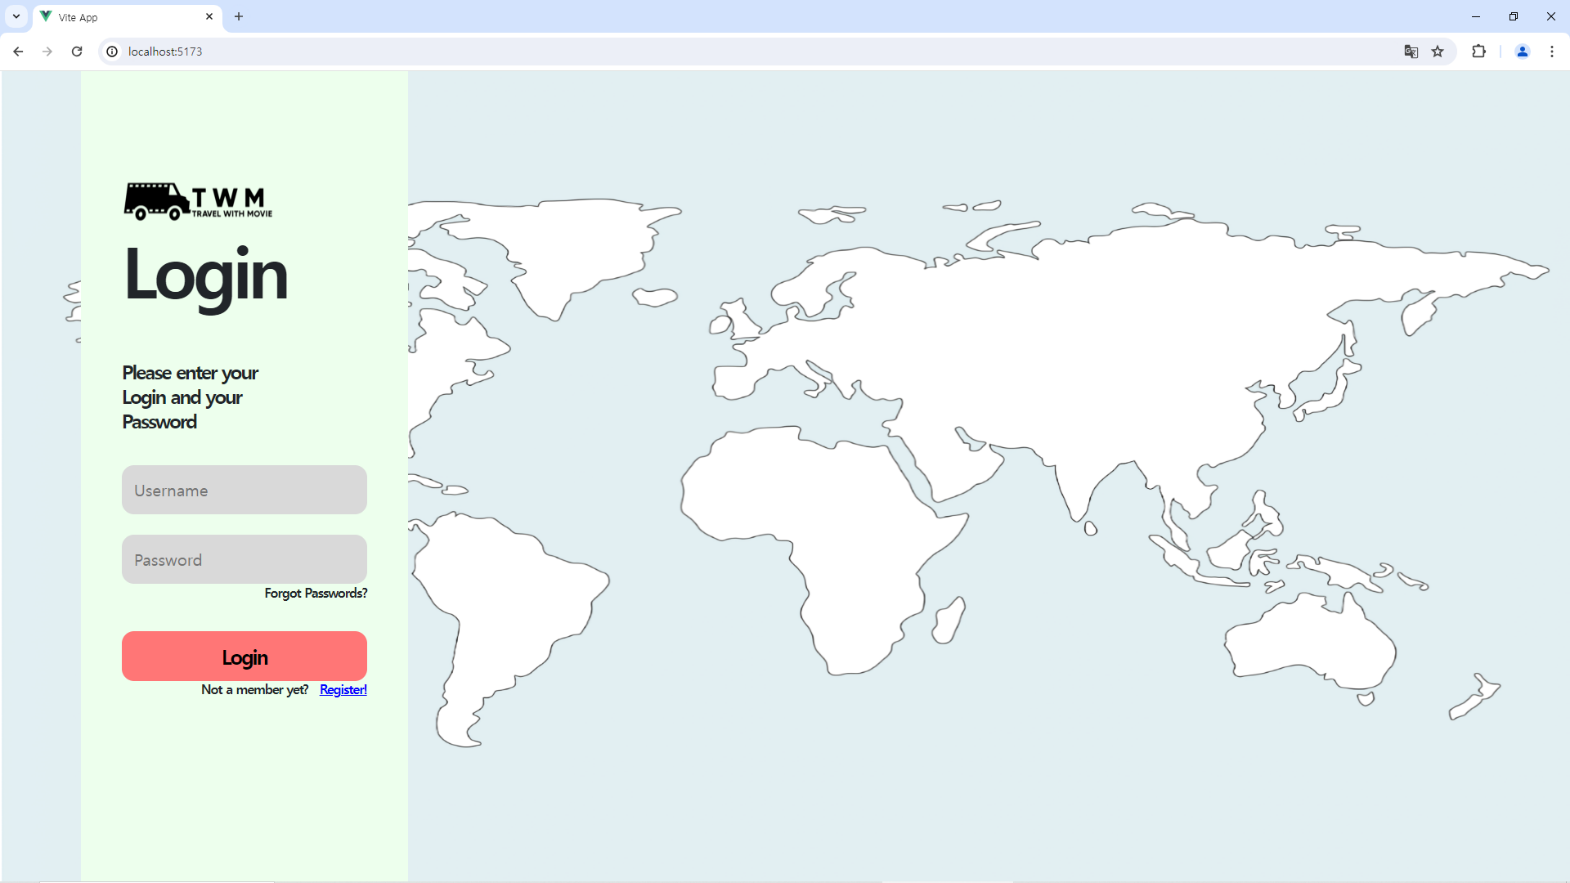 Vite App
localhost:5173
T W M
TRAVEL WITH MOVIE
Login
Please enter your
Login and your
Password
Username
Password
Forgot Passwords?
Login
Not a member yet? Register!